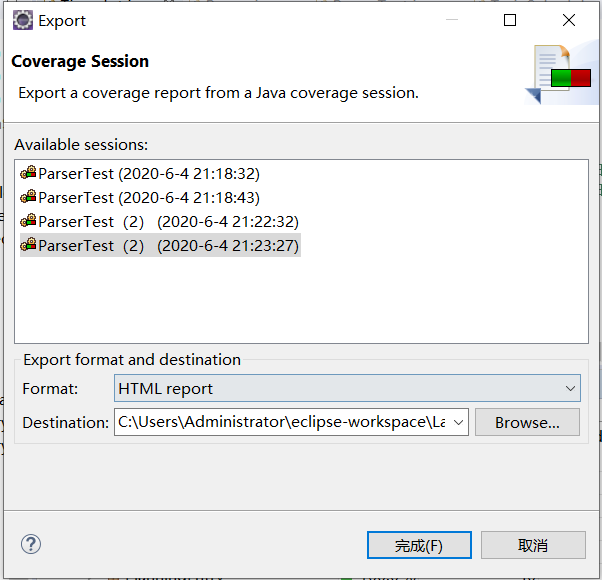 Export
Coverage Session
Export a coverage report from a Java coverage session.
Available sessions:
ParserTest (2020-6-4 21:18:32)
ParserTest (2020-6-4 21:18:43)
ParserTest（2） (2020-6-4 21:22:32)
ParserTest（2） (2020-6-4 21:23:27)
Export format and destination
Format: HTML report
Destination: C:\Users\Administrator\eclipse-workspace\La Browse...
完成(F) 取消